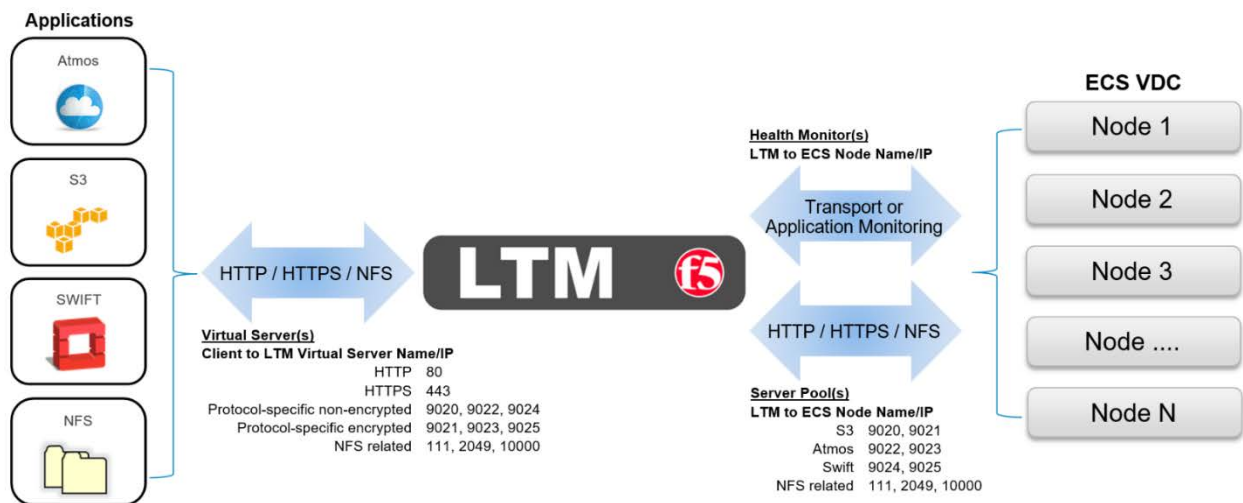 Applications
Atmos
S3
SWIFT
NFS
HTTP / HTTPS / NFS
Virtual Server(s)
Client to LTM Virtual Server Name/IP
HTTP 80
HTTPS 443
Protocol-specific non-encrypted 9020, 9022, 9024
Protocol-specific encrypted 9021, 9023, 9025
NFS related 111, 2049, 10000
LTM f5
Health Monitor(s)
LTM to ECS Node Name/IP
Transport or
Application Monitoring
HTTP / HTTPS / NFS
Server Pool(s)
LTM to ECS Node Name/IP
S3 9020, 9021
Atmos 9022, 9023
Swift 9024, 9025
NFS related 111, 2049, 10000
ECS VDC
Node 1
Node 2
Node 3
Node ....
Node N